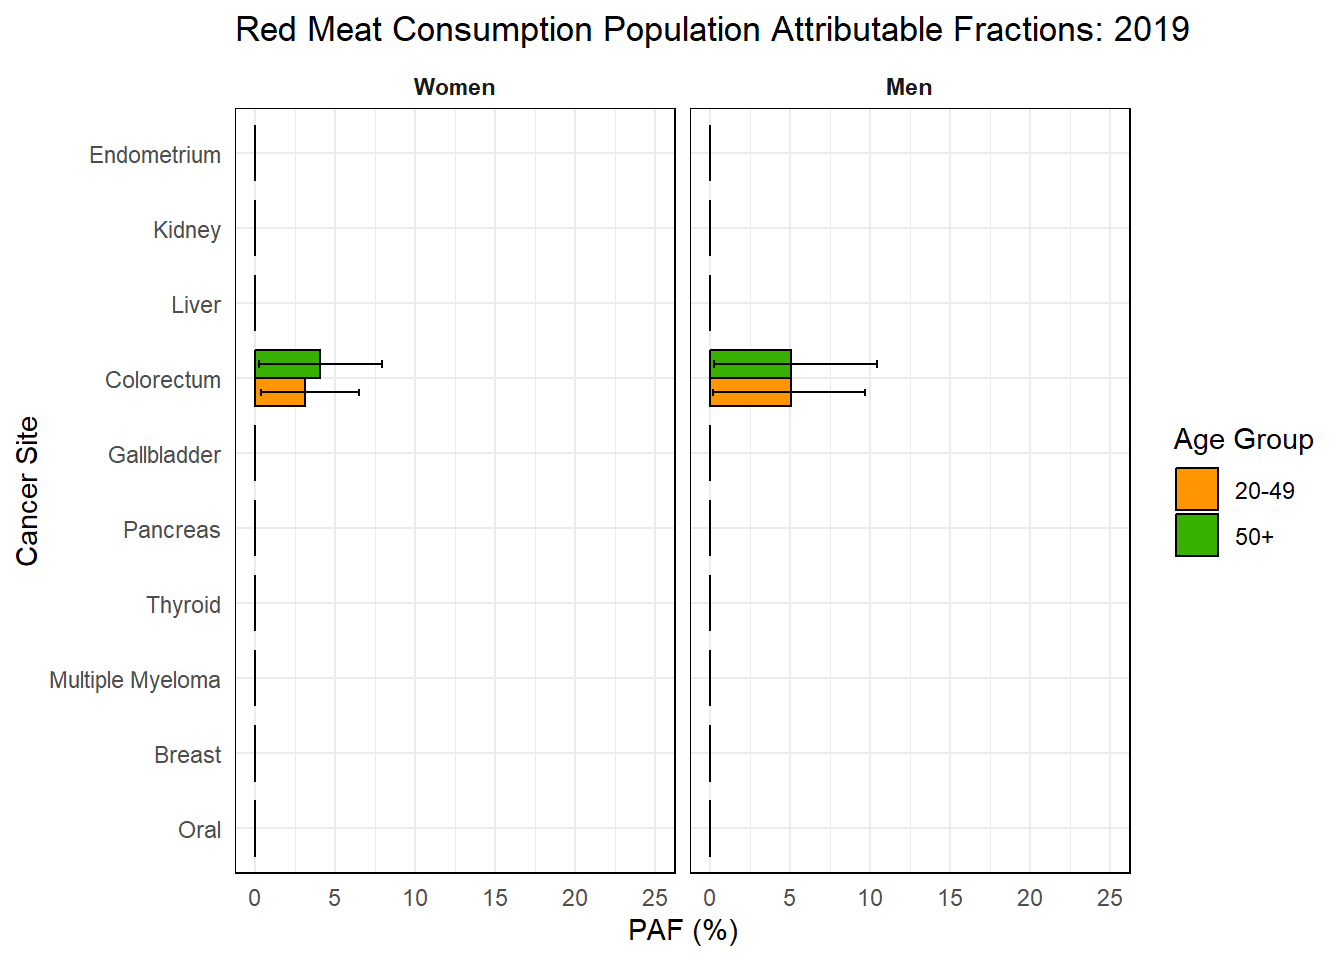 Red Meat Consumption Population Attributable Fractions: 2019
Women
Men
Endometrium
Kidney
Liver
Colorectum
Gallbladder
Pancreas
Thyroid
Multiple Myeloma
Breast
Oral
Cancer Site
0 5 10 15 20 25
0 5 10 15 20 25
PAF (%)
Age Group
20-49
50+